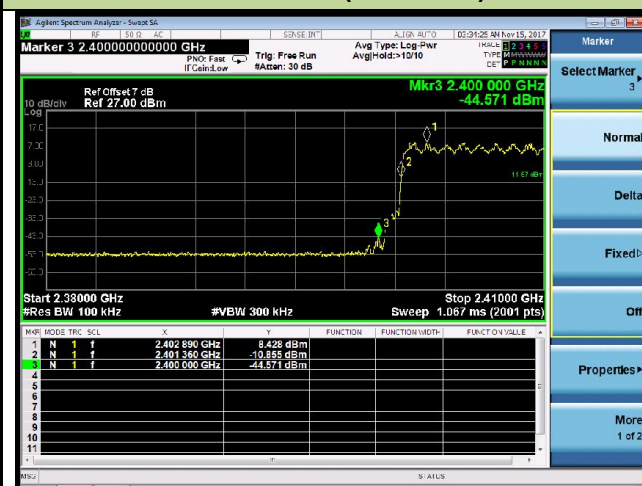 Agilent Spectrum Analyzer - Swept SA
RF 50 Ω AC SENSE:INT ALIGN AUTO 03:31:25 AM Nov 15, 2017
Marker 3 2.400000000000 GHz
PNO: Fast
IFGain:Low
Trig: Free Run
#Atten: 30 dB
Avg Type: Log-Pwr
Avg|Hold:>10/10
TRACE 1 2 3 4 5 6
TYPE
DET P P N N N N
Mkr3 2.400 000 GHz
-44.571 dBm
Ref Offset 7 dB
Ref 27.00 dBm
10 dB/div
Log
17.0
7.00
1
2
3
Start 2.38000 GHz
Stop 2.41000 GHz
#Res BW 100 kHz
#VBW 300 kHz
Sweep 1.067 ms (2001 pts)
MKR MODE TRC SCL X Y FUNCTION FUNCTION WIDTH FUNCTION VALUE
1 N 1 f 2.402 890 GHz 8.428 dBm
2 N 1 f 2.401 360 GHz -10.855 dBm
3 N 1 f 2.400 000 GHz -44.571 dBm
4
5
6
7
8
9
10
11
MSG
STATUS
Marker
Select Marker
3
Normal
Delta
Fixed
Off
Properties
More
1 of 2